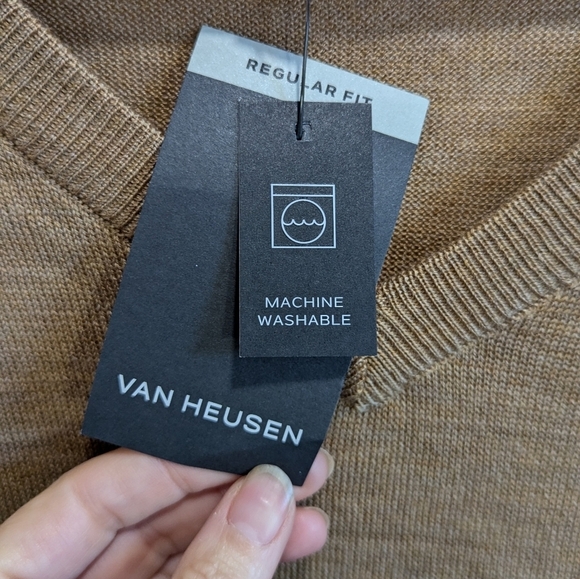 REGULAR FIT
MACHINE
WASHABLE
VAN HEUSEN